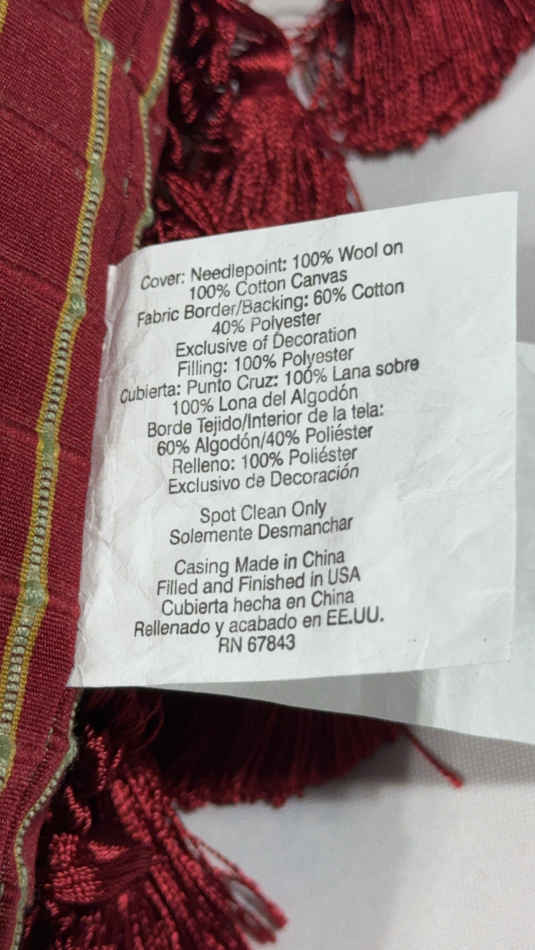 Cover: Needlepoint: 100% Wool on
100% Cotton Canvas
Fabric Border/Backing: 60% Cotton
40% Polyester
Exclusive of Decoration
Filling: 100% Polyester
Cubierta: Punto Cruz: 100% Lana sobre
100% Lona del Algodón
Borde Tejido/Interior de la tela:
60% Algodón/40% Poliéster
Relleno: 100% Poliéster
Exclusivo de Decoración
Spot Clean Only
Solemente Desmanchar
Casing Made in China
Filled and Finished in USA
Cubierta hecha en China
Rellenado y acabado en EE.UU.
RN 67843